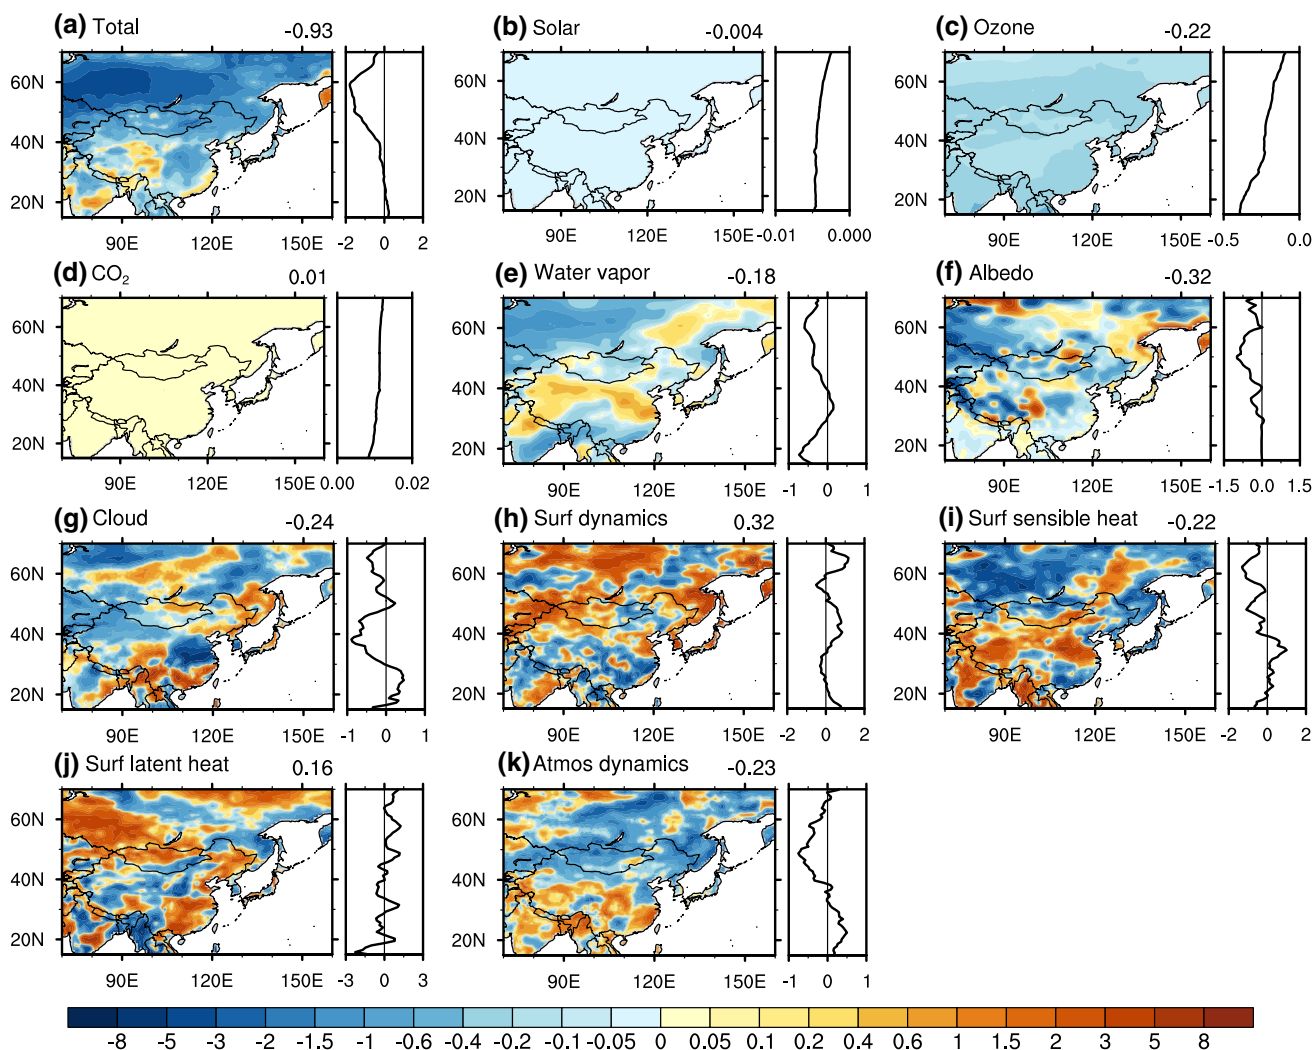 (a) Total -0.93 (b) Solar -0.004 (c) Ozone -0.22
60N 60N 60N
40N 40N 40N
20N 20N 20N
90E 120E 150E -2 0 2 90E 120E 150E -0.01 0.000 90E 120E 150E -0.5 0.0
(d) CO₂ 0.01 (e) Water vapor -0.18 (f) Albedo -0.32
60N 60N 60N
40N 40N 40N
20N 20N 20N
90E 120E 150E 0.00 0.02 90E 120E 150E -1 0 1 90E 120E 150E -1.5 0.0 1.5
(g) Cloud -0.24 (h) Surf dynamics 0.32 (i) Surf sensible heat -0.22
60N 60N 60N
40N 40N 40N
20N 20N 20N
90E 120E 150E -1 0 1 90E 120E 150E -2 0 2 90E 120E 150E -2 0 2
(j) Surf latent heat 0.16 (k) Atmos dynamics -0.23
60N 60N
40N 40N
20N 20N
90E 120E 150E -3 0 3 90E 120E 150E -1 0 1
-8 -5 -3 -2 -1.5 -1 -0.6 -0.4 -0.2 -0.1 -0.05 0 0.05 0.1 0.2 0.4 0.6 1 1.5 2 3 5 8